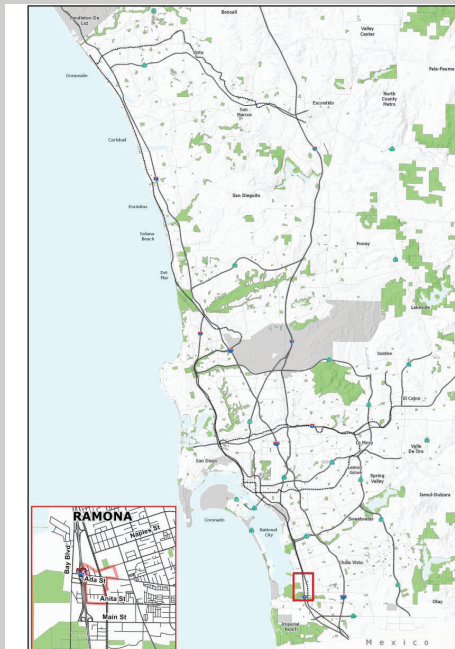 Bonsall
Pendleton-De
Luz
Valley
Center
Vista
Pala-Pauma
Oceanside
North
County
Metro
Escondido
San
Marcos
Carlsbad
San Dieguito
Encinitas
Solana
Beach
Poway
Del
Mar
Lakeside
Santee
El Cajon
La Mesa
Valle
De Oro
San Diego
Lemon
Grove
Spring
Valley
Jamul-Dulzura
Coronado
National
City
Sweetwater
Chula Vista
Otay
Imperial
Beach
Mexico
RAMONA
Naples St
Bay Blvd
Ada St
Anita St
Main St